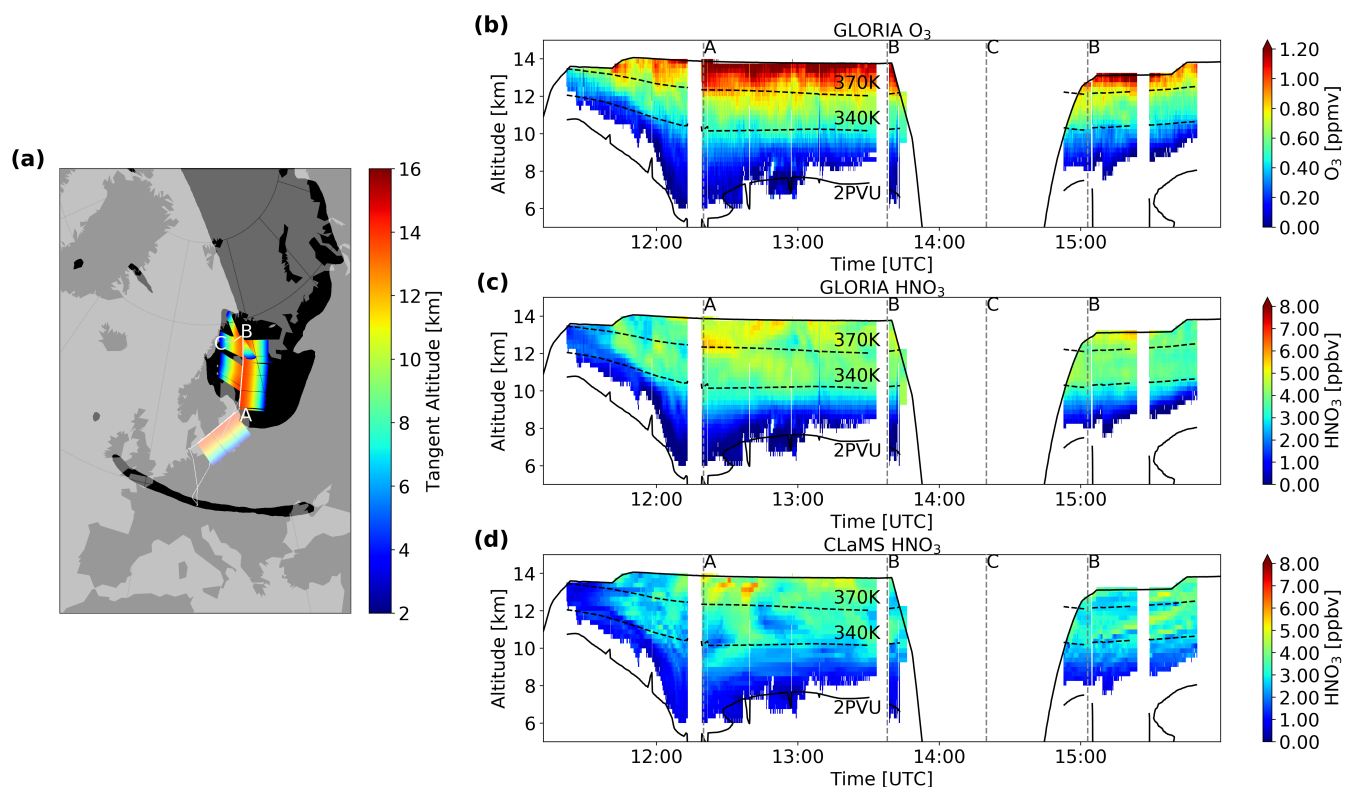 (a)
A
B
C
16
14
12
10
8
6
4
2
Tangent Altitude [km]
(b)
GLORIA O₃
A
B
C
B
370K
340K
2PVU
14
12
10
8
6
Altitude [km]
12:00
13:00
14:00
15:00
Time [UTC]
1.20
1.00
0.80
0.60
0.40
0.20
0.00
O₃ [ppmv]
(c)
GLORIA HNO₃
A
B
C
B
370K
340K
2PVU
14
12
10
8
6
Altitude [km]
12:00
13:00
14:00
15:00
Time [UTC]
8.00
7.00
6.00
5.00
4.00
3.00
2.00
1.00
0.00
HNO₃ [ppbv]
(d)
CLaMS HNO₃
A
B
C
B
370K
340K
2PVU
14
12
10
8
6
Altitude [km]
12:00
13:00
14:00
15:00
Time [UTC]
8.00
7.00
6.00
5.00
4.00
3.00
2.00
1.00
0.00
HNO₃ [ppbv]